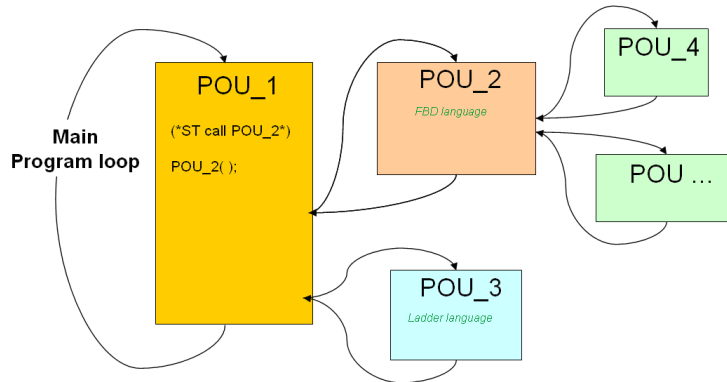 Main
Program loop
POU_1
(*ST call POU_2*)
POU_2( );
POU_2
FBD language
POU_4
POU ...
POU_3
Ladder language